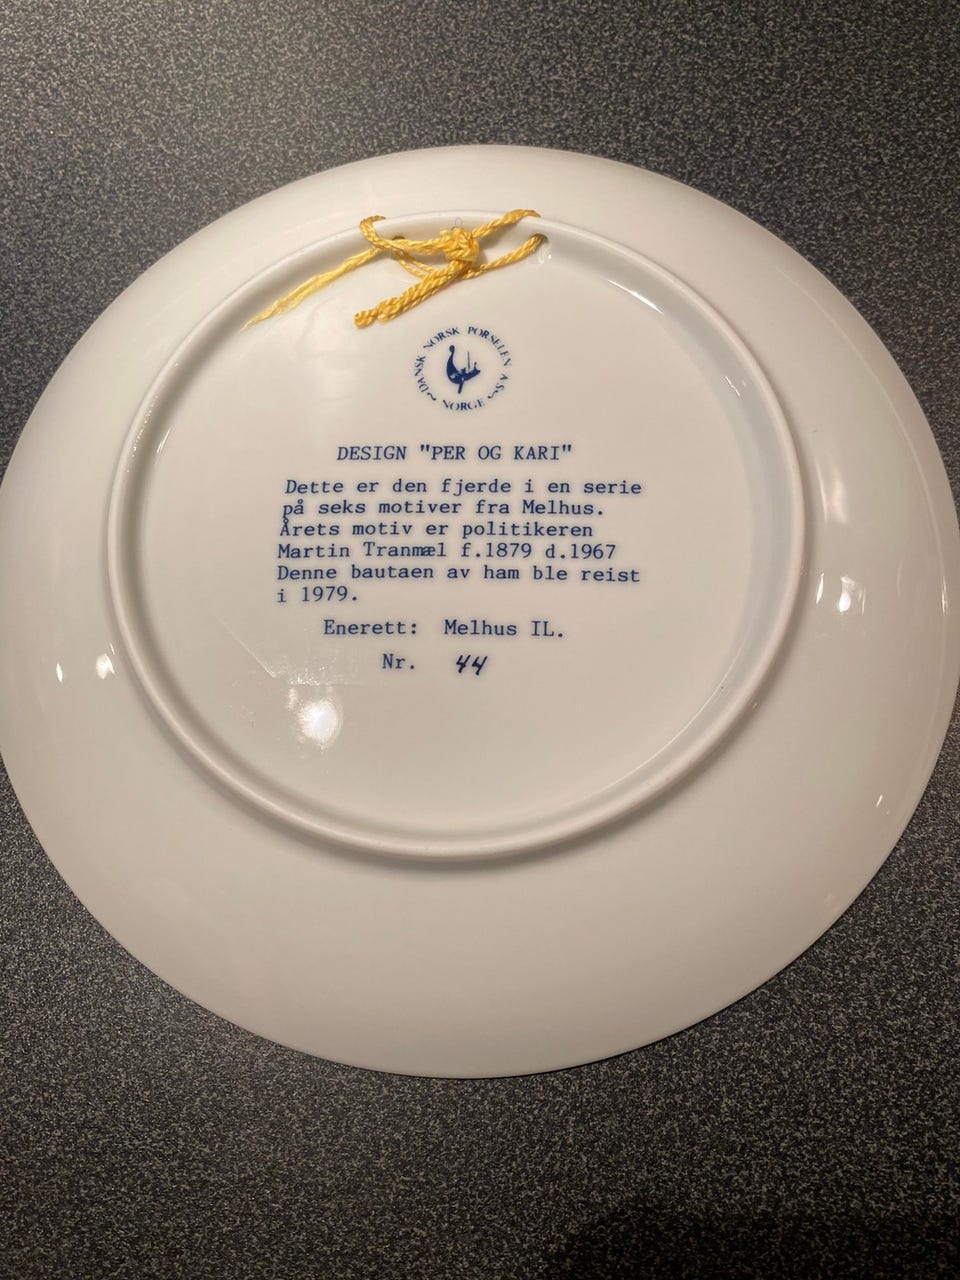 DANSK NORSK PORSELEN A.S
NORGE
DESIGN "PER OG KARI"
Dette er den fjerde i en serie
på seks motiver fra Melhus.
Årets motiv er politikeren
Martin Tranmæl f.1879 d.1967
Denne bautaen av ham ble reist
i 1979.
Enerett: Melhus IL.
Nr. 44